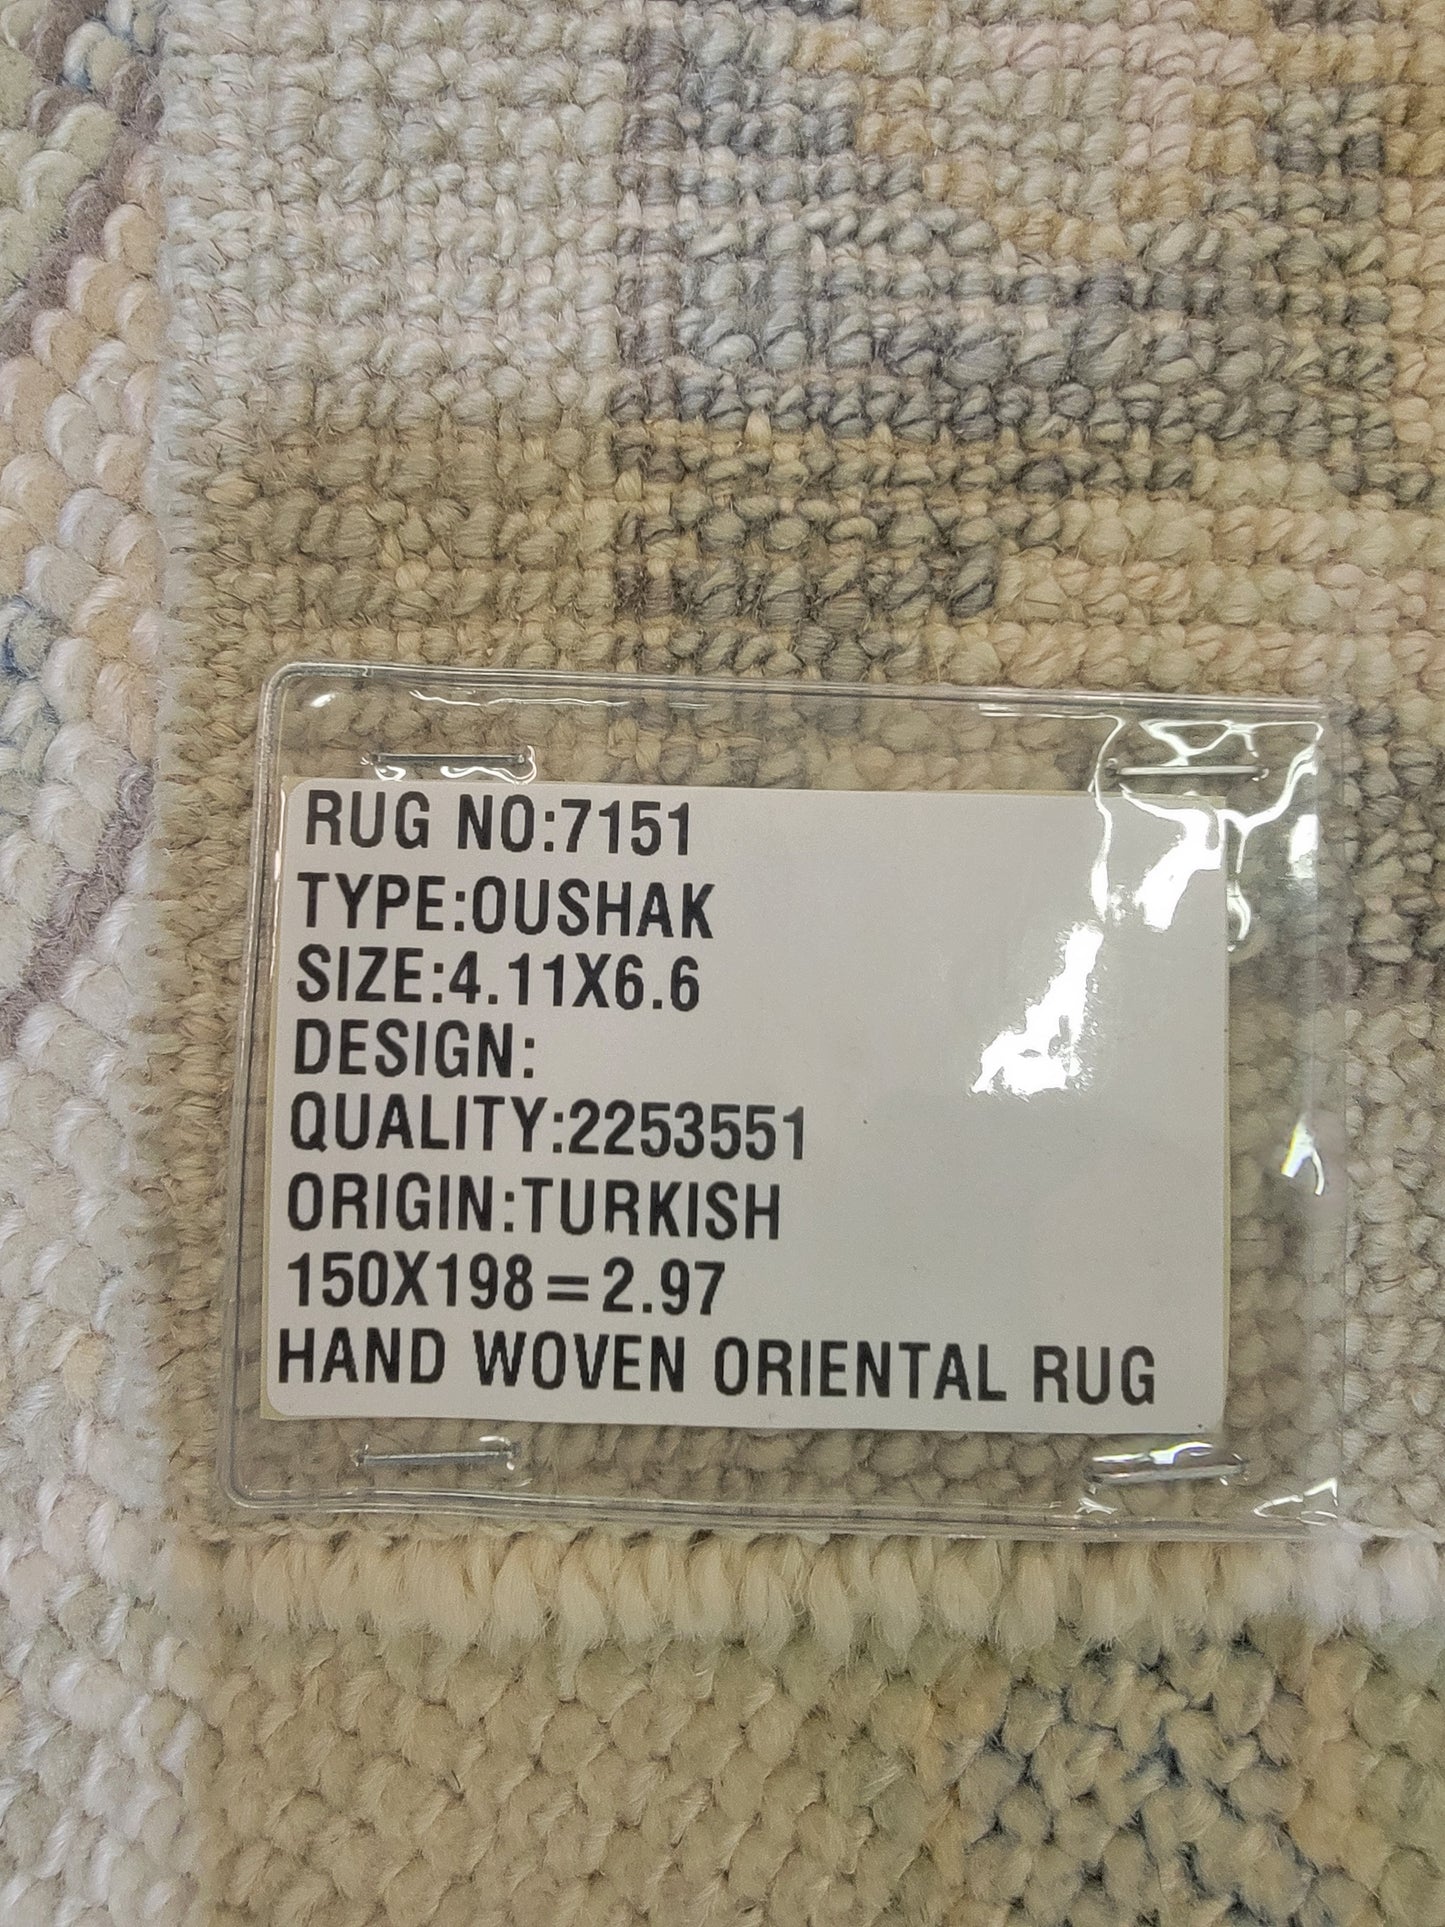 RUG NO:7151
TYPE:OUSHAK
SIZE:4.11X6.6
DESIGN:
QUALITY:2253551
ORIGIN:TURKISH
150X198=2.97
HAND WOVEN ORIENTAL RUG